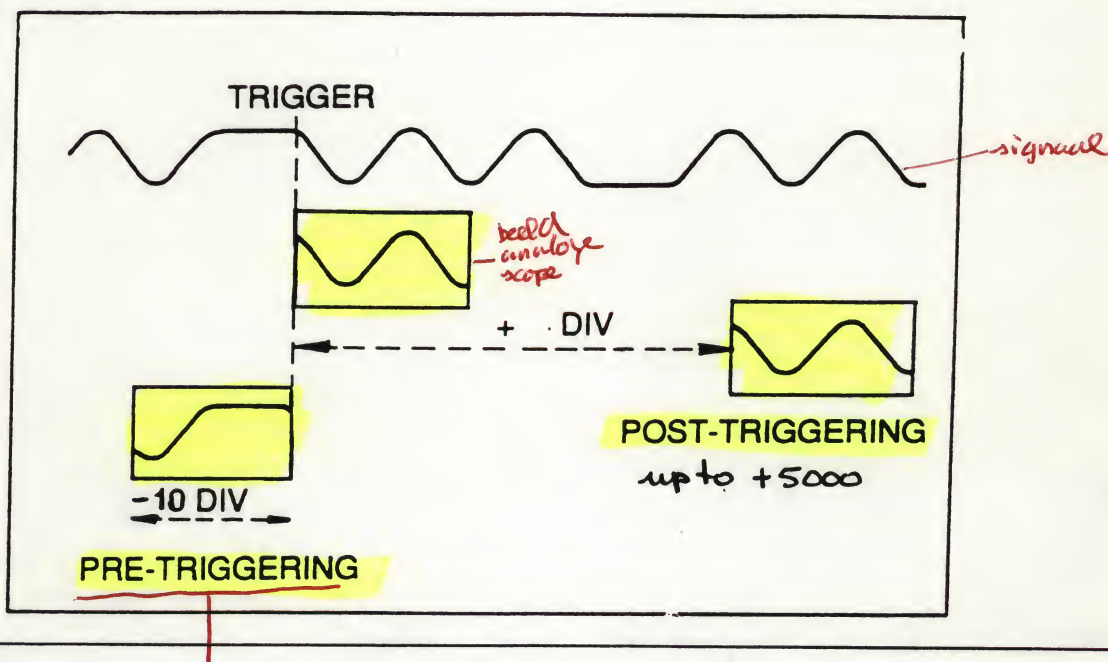 TRIGGER
signaal
beeld
analoge
scope
+ . DIV
POST-TRIGGERING
up to +5000
-10 DIV
PRE-TRIGGERING